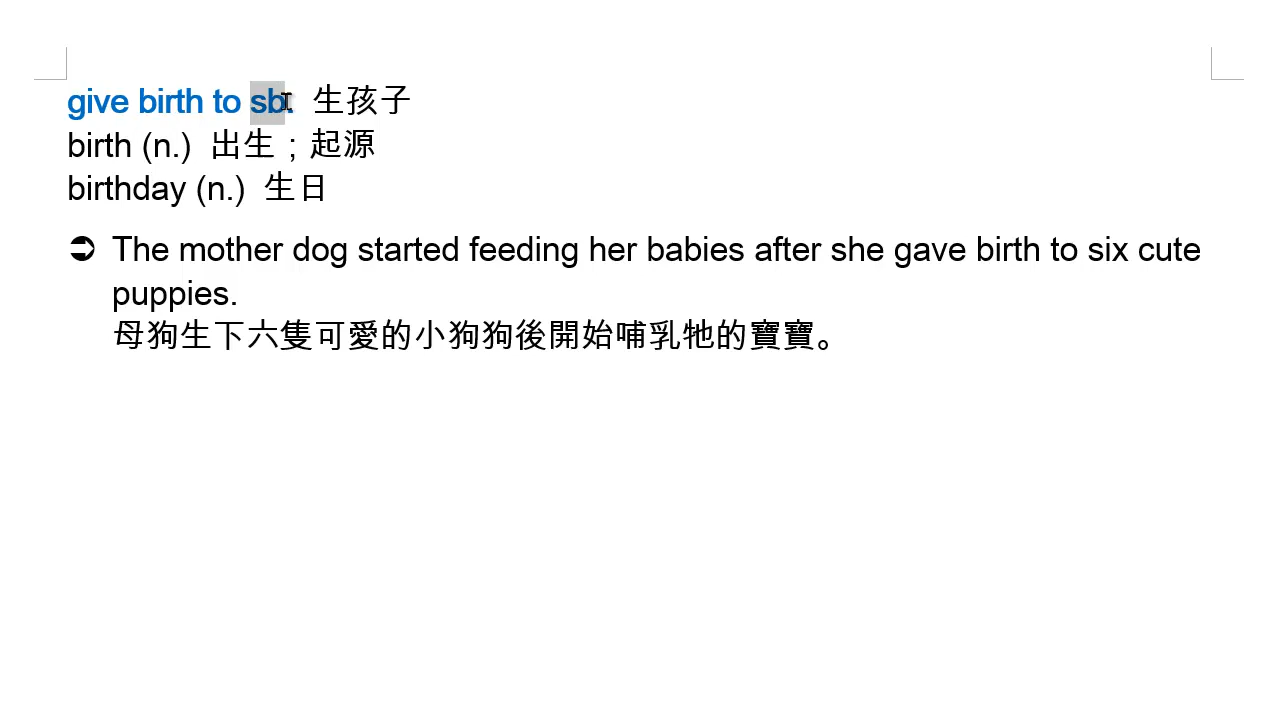 give birth to sb. 生孩子
birth (n.) 出生；起源
birthday (n.) 生日
➲ The mother dog started feeding her babies after she gave birth to six cute
puppies.
母狗生下六隻可愛的小狗狗後開始哺乳牠的寶寶。